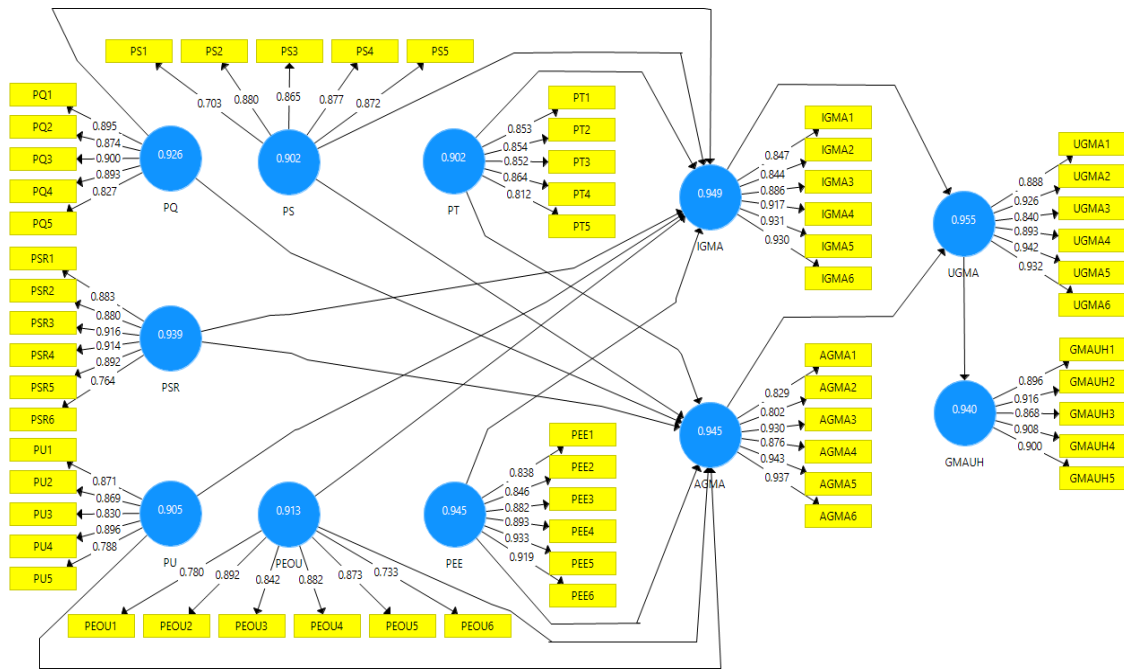 PS1
PS2
PS3
PS4
PS5
0.703
0.880
0.865
0.877
0.872
0.902
PS
PQ1
PQ2
PQ3
PQ4
PQ5
0.895
0.874
0.900
0.893
0.827
0.926
PQ
PT1
PT2
PT3
PT4
PT5
0.853
0.854
0.852
0.864
0.812
0.902
PT
IGMA1
IGMA2
IGMA3
IGMA4
IGMA5
IGMA6
0.847
0.844
0.886
0.917
0.931
0.930
0.949
IGMA
UGMA1
UGMA2
UGMA3
UGMA4
UGMA5
UGMA6
0.888
0.926
0.840
0.893
0.942
0.932
0.955
UGMA
PSR1
PSR2
PSR3
PSR4
PSR5
PSR6
0.883
0.880
0.916
0.914
0.892
0.764
0.939
PSR
AGMA1
AGMA2
AGMA3
AGMA4
AGMA5
AGMA6
0.829
0.802
0.930
0.876
0.943
0.937
0.945
AGMA
GMAUH1
GMAUH2
GMAUH3
GMAUH4
GMAUH5
0.896
0.916
0.868
0.908
0.900
0.940
GMAUH
PU1
PU2
PU3
PU4
PU5
0.871
0.869
0.830
0.896
0.788
0.905
PU
0.913
PEOU
0.780
0.892
0.842
0.882
0.873
0.733
PEOU1
PEOU2
PEOU3
PEOU4
PEOU5
PEOU6
PEE1
PEE2
PEE3
PEE4
PEE5
PEE6
0.838
0.846
0.882
0.893
0.933
0.919
0.945
PEE